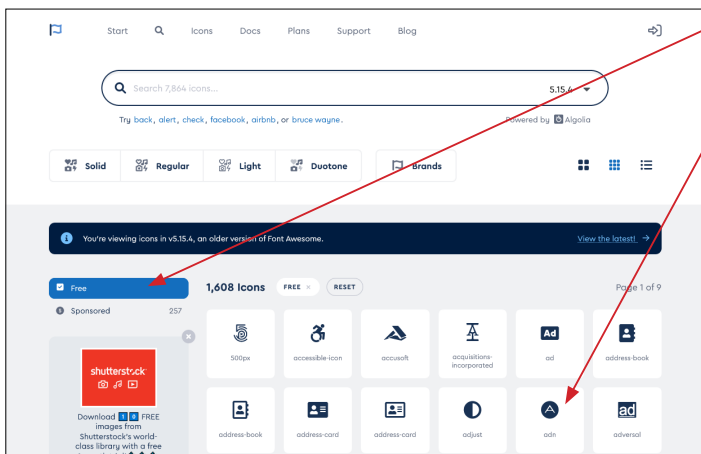 Start Icons Docs Plans Support Blog
Search 7,864 icons... 5.15.4
Try back, alert, check, facebook, airbnb, or bruce wayne. Powered by Algolia
Solid Regular Light Duotone Brands
You're viewing icons in v5.15.4, an older version of Font Awesome. View the latest! →
Free
1,608 Icons FREE × RESET Page 1 of 9
Sponsored 257
500px accessible-icon accusoft acquisitions-incorporated ad address-book
Ad
shutterstock
Download 1 0 FREE
images from
Shutterstock's world-
class library with a free
address-book address-card address-card adjust adn adversal
ad